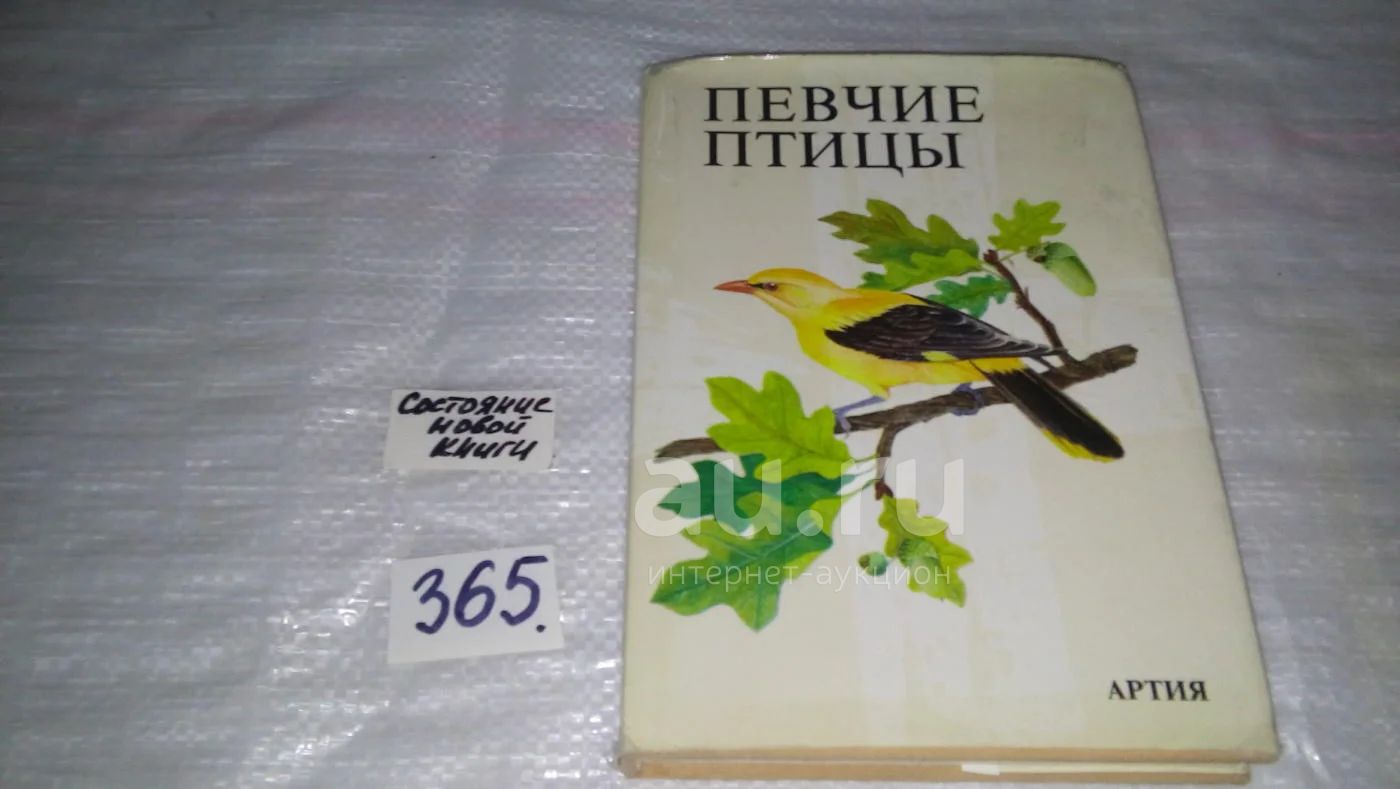 ПЕВЧИЕ
ПТИЦЫ
Состояние
новой
книги
365.
au.ru
интернет-аукцион
АРТИЯ